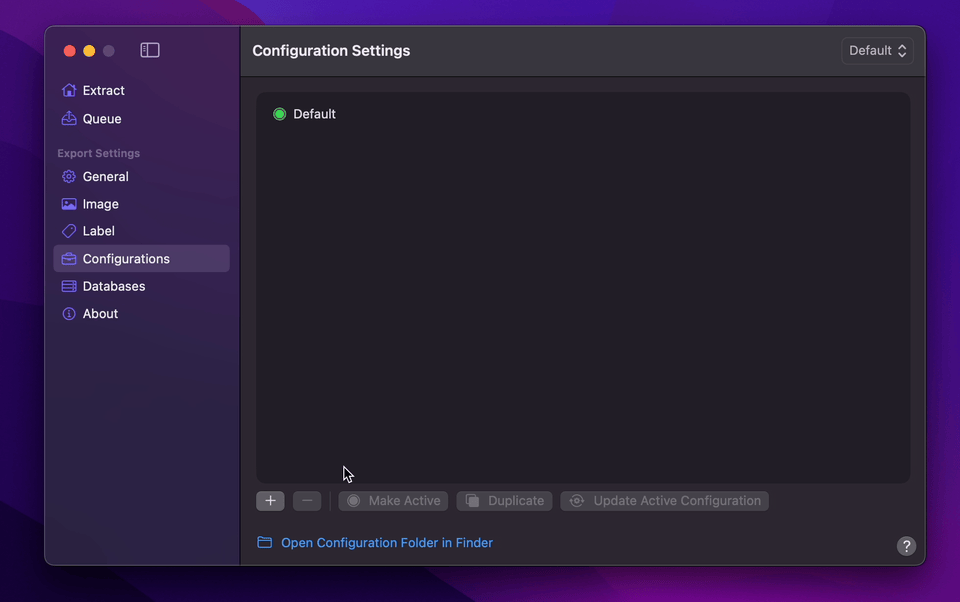 Configuration Settings
Default
Extract
Queue
Export Settings
General
Image
Label
Configurations
Databases
About
Default
+
−
Make Active
Duplicate
Update Active Configuration
Open Configuration Folder in Finder
?